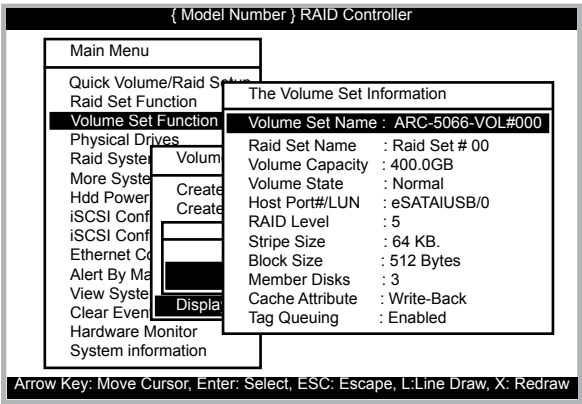 { Model Number } RAID Controller
Main Menu
Quick Volume/Raid Setup
Raid Set Function
Volume Set Function
Physical Drives
Raid System
More Syste
Hdd Power
iSCSI Conf
iSCSI Conf
Ethernet Co
Alert By Ma
View Syste
Clear Even
Hardware Monitor
System information
Volum
Create
Create
Displa
The Volume Set Information
Volume Set Name : ARC-5066-VOL#000
Raid Set Name : Raid Set # 00
Volume Capacity : 400.0GB
Volume State : Normal
Host Port#/LUN : eSATAIUSB/0
RAID Level : 5
Stripe Size : 64 KB.
Block Size : 512 Bytes
Member Disks : 3
Cache Attribute : Write-Back
Tag Queuing : Enabled
Arrow Key: Move Cursor, Enter: Select, ESC: Escape, L:Line Draw, X: Redraw